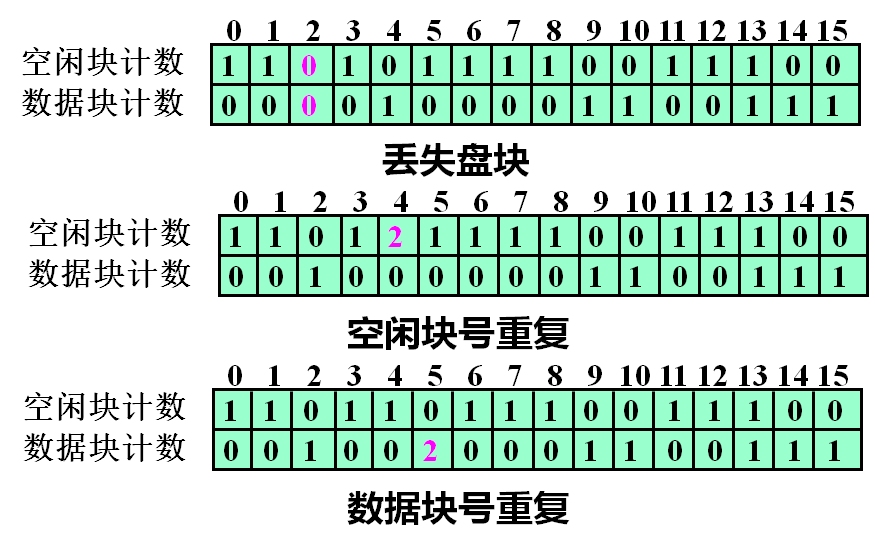 0 1 2 3 4 5 6 7 8 9 10 11 12 13 14 15
空闲块计数 1 1 0 1 0 1 1 1 1 0 0 1 1 1 0 0
数据块计数 0 0 0 0 1 0 0 0 0 1 1 0 0 1 1 1
丢失盘块
0 1 2 3 4 5 6 7 8 9 10 11 12 13 14 15
空闲块计数 1 1 0 1 2 1 1 1 1 0 0 1 1 1 0 0
数据块计数 0 0 1 0 0 0 0 0 0 1 1 0 0 1 1 1
空闲块号重复
0 1 2 3 4 5 6 7 8 9 10 11 12 13 14 15
空闲块计数 1 1 0 1 1 0 1 1 1 0 0 1 1 1 0 0
数据块计数 0 0 1 0 0 2 0 0 0 1 1 0 0 1 1 1
数据块号重复